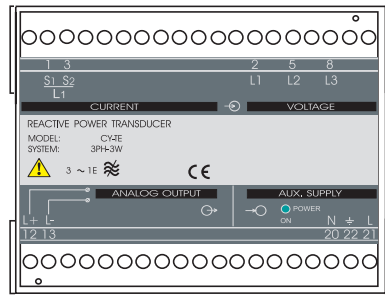 1 3 2 5 8
S1 S2 L1 L2 L3
L1
CURRENT VOLTAGE
REACTIVE POWER TRANSDUCER
MODEL: CY-TE
SYSTEM: 3PH-3W
3 ~ 1E CE
ANALOG OUTPUT AUX, SUPPLY
POWER
L+ L- ON N L
12 13 20 22 21